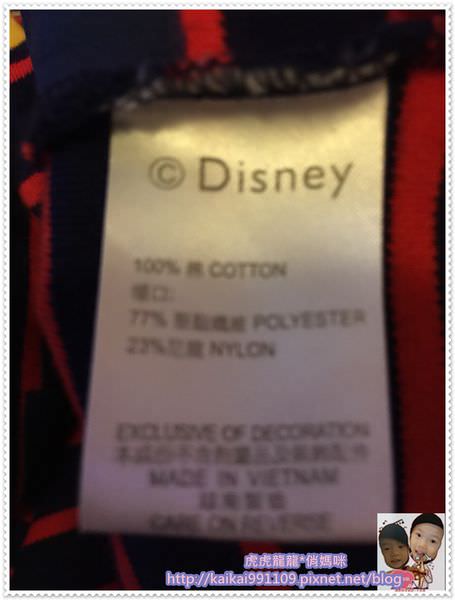 © Disney
100% 棉 COTTON
77% 聚酯纖維 POLYESTER
23%尼龍 NYLON
EXCLUSIVE OF DECORATION
MADE IN VIETNAM
越南製造
CARE ON REVERSE
虎虎龍龍*俏媽咪
http://kaikai991109.pixnet.net/blog